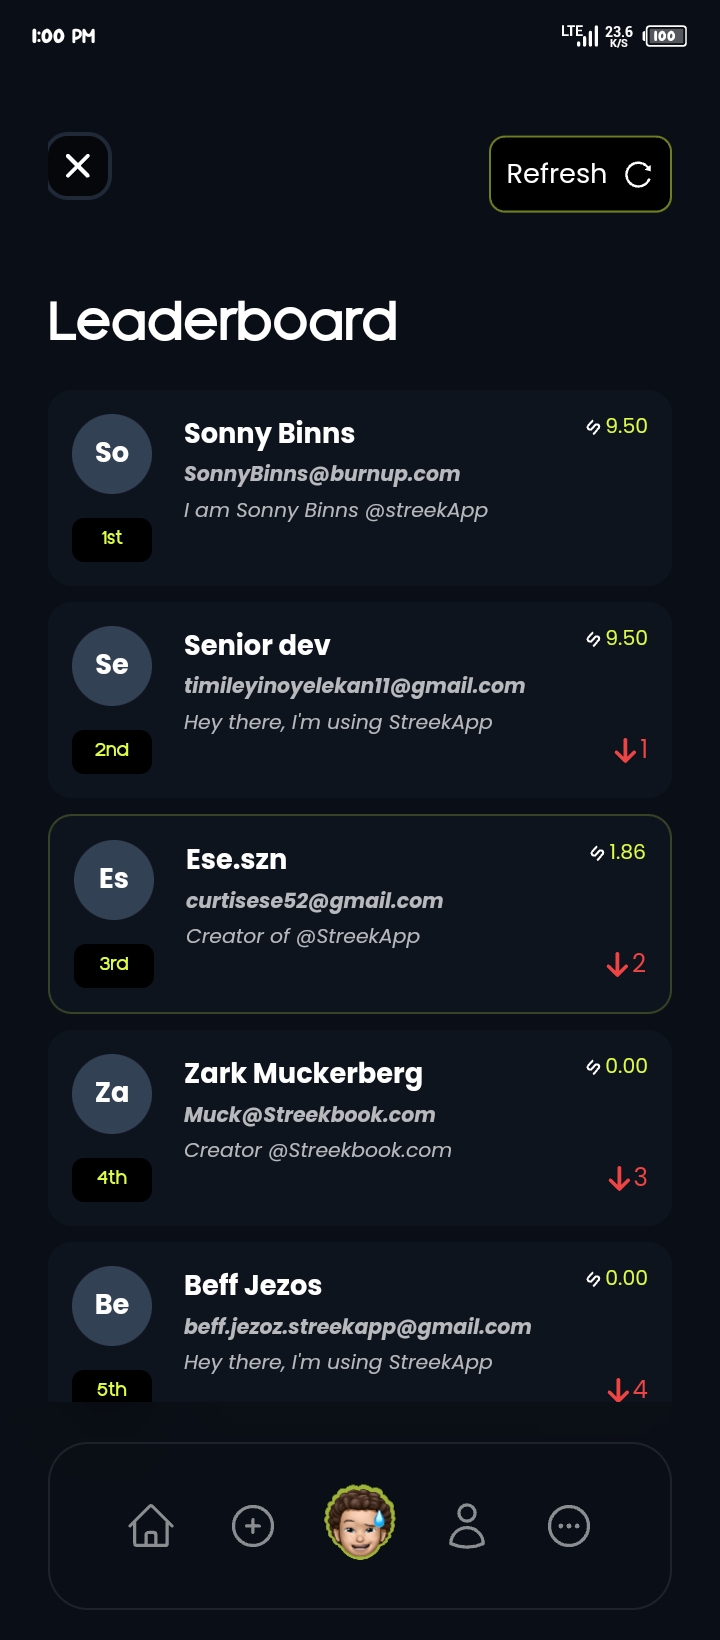 1:00 PM
LTE 23.6 K/S 100
Refresh
Leaderboard
So
Sonny Binns
9.50
SonnyBinns@burnup.com
I am Sonny Binns @streekApp
1st
Se
Senior dev
9.50
timileyinoyelekan11@gmail.com
Hey there, I'm using StreekApp
2nd
1
Es
Ese.szn
1.86
curtisese52@gmail.com
Creator of @StreekApp
3rd
2
Za
Zark Muckerberg
0.00
Muck@Streekbook.com
Creator @Streekbook.com
4th
3
Be
Beff Jezos
0.00
beff.jezoz.streekapp@gmail.com
Hey there, I'm using StreekApp
5th
4